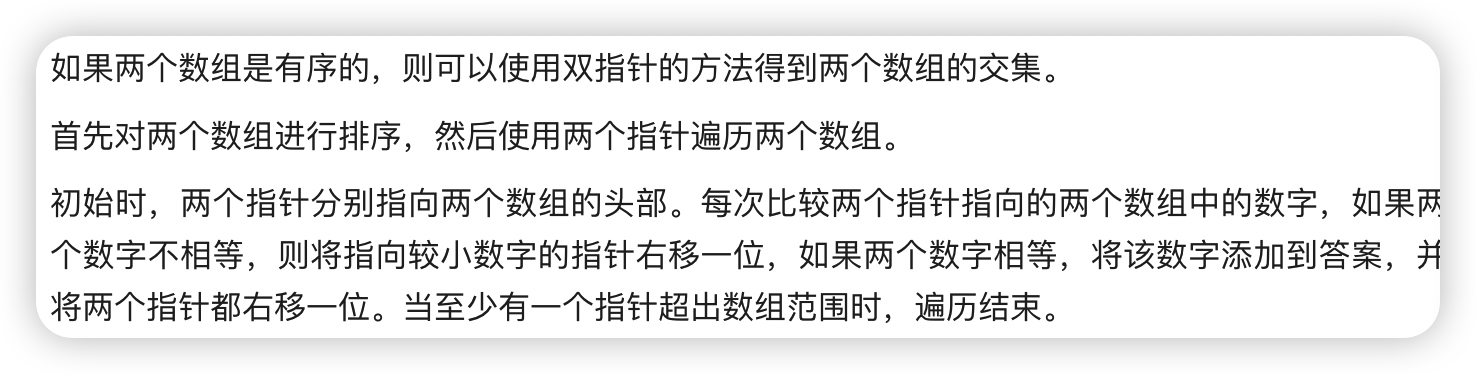 如果两个数组是有序的，则可以使用双指针的方法得到两个数组的交集。
首先对两个数组进行排序，然后使用两个指针遍历两个数组。
初始时，两个指针分别指向两个数组的头部。每次比较两个指针指向的两个数组中的数字，如果两
个数字不相等，则将指向较小数字的指针右移一位，如果两个数字相等，将该数字添加到答案，并
将两个指针都右移一位。当至少有一个指针超出数组范围时，遍历结束。